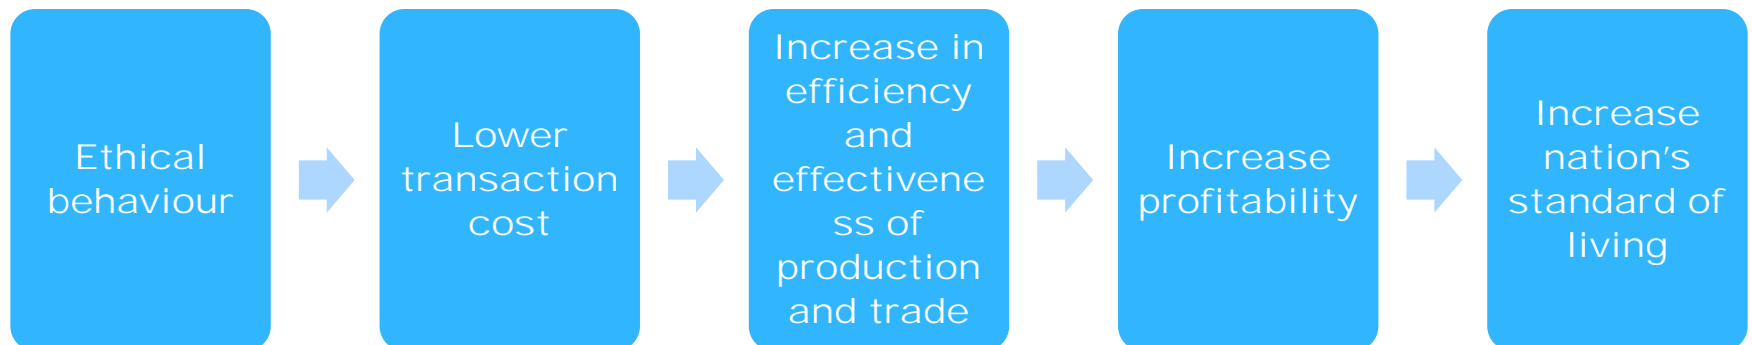 Ethical
behaviour
Lower
transaction
cost
Increase in
efficiency
and
effectivene
ss of
production
and trade
Increase
profitability
Increase
nation’s
standard of
living